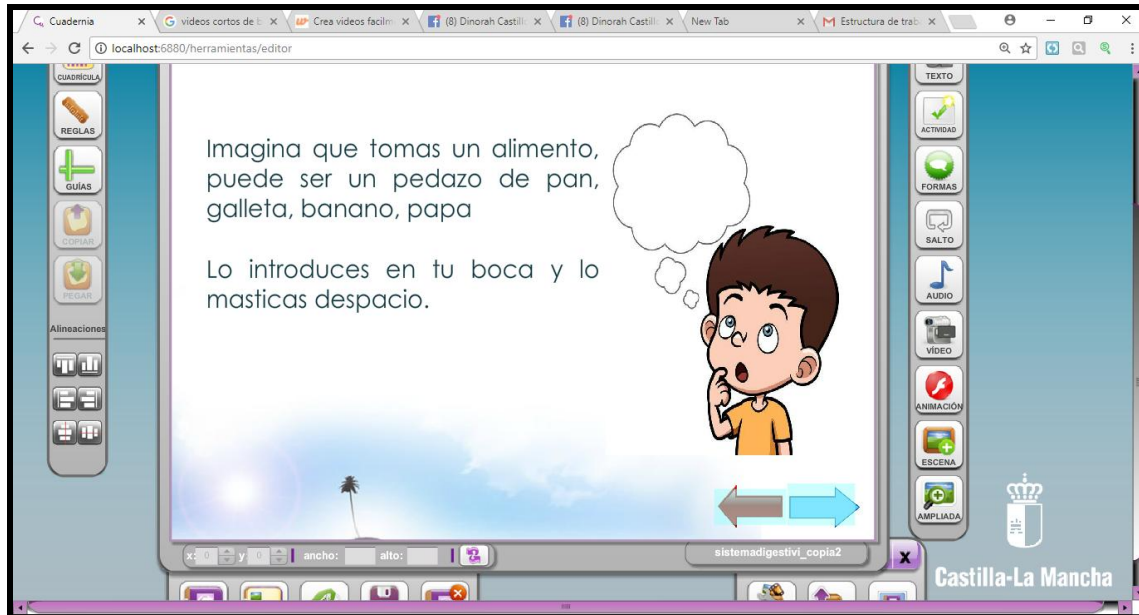 Cuadernia
videos cortos de b
Crea videos facilm
(8) Dinorah Castill
(8) Dinorah Castill
New Tab
Estructura de trab
localhost:6880/herramientas/editor
CUADRÍCULA
REGLAS
GUÍAS
COPIAR
PEGAR
Alineaciones
Imagina que tomas un alimento,
puede ser un pedazo de pan,
galleta, banano, papa
Lo introduces en tu boca y lo
masticas despacio.
TEXTO
ACTIVIDAD
FORMAS
SALTO
AUDIO
VÍDEO
ANIMACIÓN
ESCENA
AMPLIADA
x: 0 y 0 ancho: alto:
sistemadigestivi_copia2
x
Castilla-La Mancha